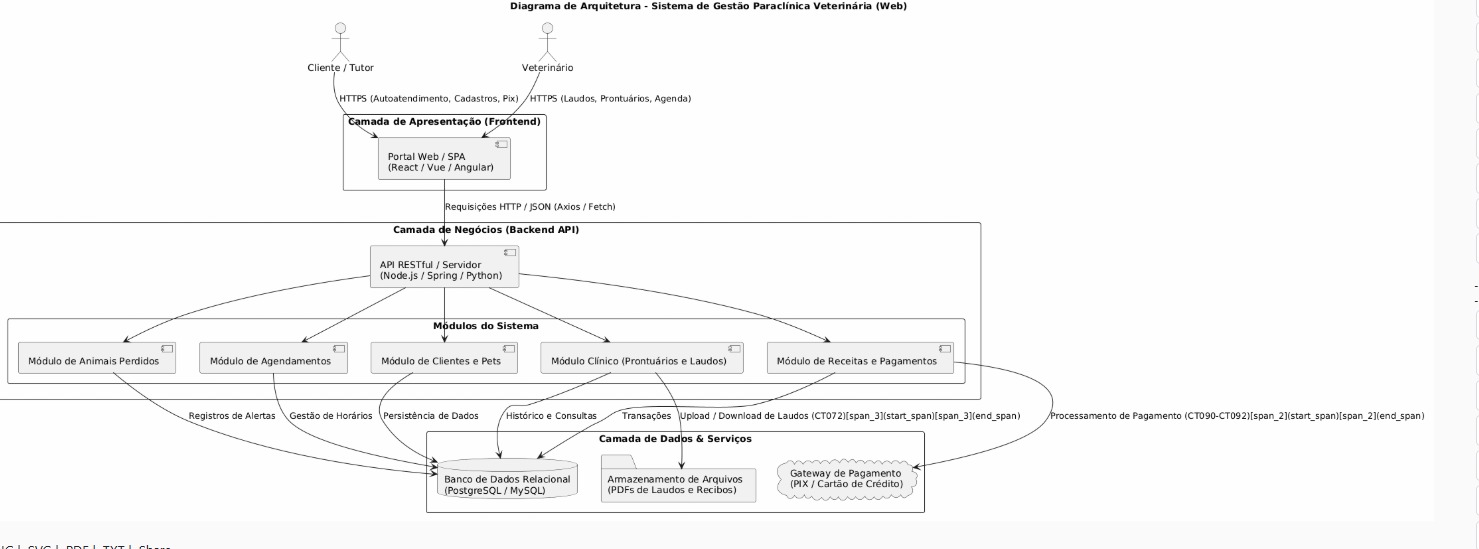 Diagrama de Arquitetura - Sistema de Gestão Paraclínica Veterinária (Web)
Cliente / Tutor
Veterinário
HTTPS (Autoatendimento, Cadastros, Pix)
HTTPS (Laudos, Prontuários, Agenda)
Camada de Apresentação (Frontend)
Portal Web / SPA
(React / Vue / Angular)
Requisições HTTP / JSON (Axios / Fetch)
Camada de Negócios (Backend API)
API RESTful / Servidor
(Node.js / Spring / Python)
Módulos do Sistema
Módulo de Animais Perdidos
Módulo de Agendamentos
Módulo de Clientes e Pets
Módulo Clínico (Prontuários e Laudos)
Módulo de Receitas e Pagamentos
Registros de Alertas
Gestão de Horários
Persistência de Dados
Histórico e Consultas
Transações
Upload / Download de Laudos (CT072)[span_3](start_span)[span_3](end_span)
Processamento de Pagamento (CT090-CT092)[span_2](start_span)[span_2](end_span)
Camada de Dados & Serviços
Banco de Dados Relacional
(PostgreSQL / MySQL)
Armazenamento de Arquivos
(PDFs de Laudos e Recibos)
Gateway de Pagamento
(PIX / Cartão de Crédito)
| SVG | PDF | TXT | Share